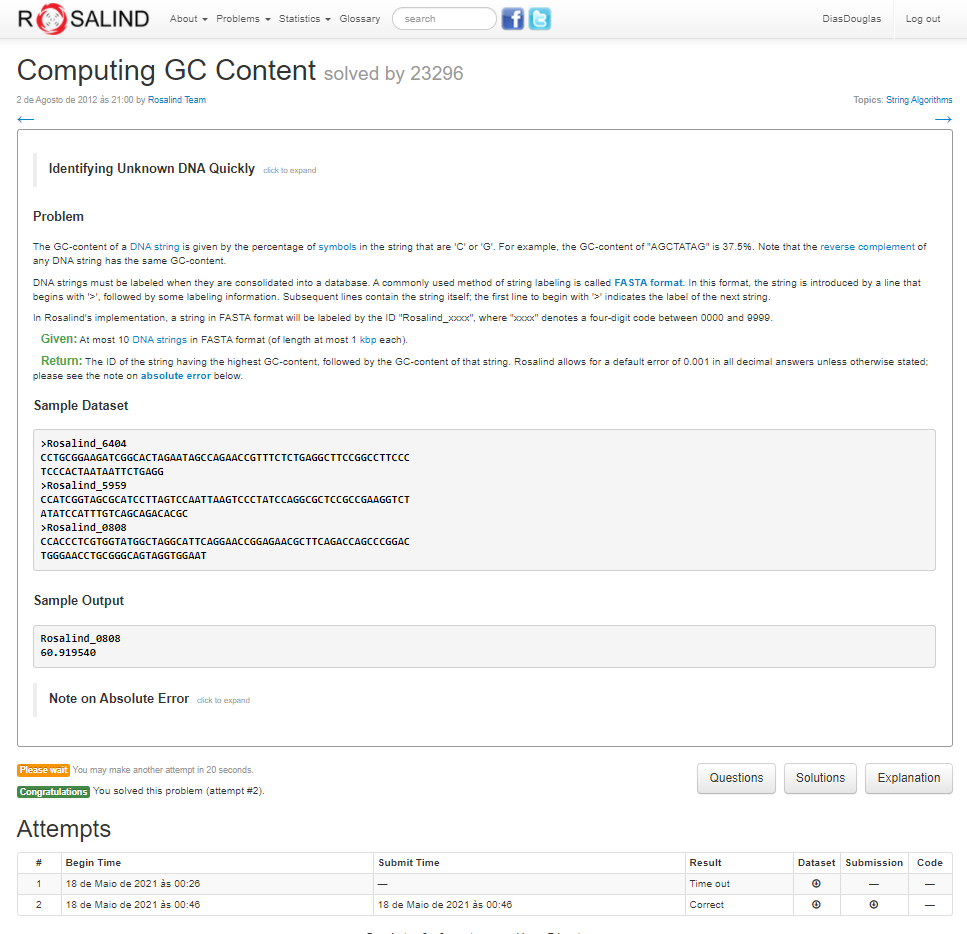 ROSALIND About Problems Statistics Glossary search DiasDouglas Log out
Computing GC Content solved by 23296
2 de Agosto de 2012 às 21:00 by Rosalind Team Topics: String Algorithms
← →
Identifying Unknown DNA Quickly click to expand
Problem
The GC-content of a DNA string is given by the percentage of symbols in the string that are 'C' or 'G'. For example, the GC-content of "AGCTATAG" is 37.5%. Note that the reverse complement of
any DNA string has the same GC-content.
DNA strings must be labeled when they are consolidated into a database. A commonly used method of string labeling is called FASTA format. In this format, the string is introduced by a line that
begins with '>', followed by some labeling information. Subsequent lines contain the string itself; the first line to begin with '>' indicates the label of the next string.
In Rosalind's implementation, a string in FASTA format will be labeled by the ID "Rosalind_xxxx", where "xxxx" denotes a four-digit code between 0000 and 9999.
Given: At most 10 DNA strings in FASTA format (of length at most 1 kbp each).
Return: The ID of the string having the highest GC-content, followed by the GC-content of that string. Rosalind allows for a default error of 0.001 in all decimal answers unless otherwise stated;
please see the note on absolute error below.
Sample Dataset
>Rosalind_6404
CCTGCGGAAGATCGGCACTAGAATAGCCAGAACCGTTTCTCTGAGGCTTCCGGCCTTCCC
TCCCACTAATAATTCTGAGG
>Rosalind_5959
CCATCGGTAGCGCATCCTTAGTCCAATTAAGTCCCTATCCAGGCGCTCCGCCGAAGGTCT
ATATCCATTTGTCAGCAGACACGC
>Rosalind_0808
CCACCCTCGTGGTATGGCTAGGCATTCAGGAACCGGAGAACGCTTCAGACCAGCCCGGAC
TGGGAACCTGCGGGCAGTAGGTGGAAT
Sample Output
Rosalind_0808
60.919540
Note on Absolute Error click to expand
Please wait You may make another attempt in 20 seconds.
Congratulations You solved this problem (attempt #2).
Questions Solutions Explanation
Attempts
# Begin Time Submit Time Result Dataset Submission Code
1 18 de Maio de 2021 às 00:26 — Time out — —
2 18 de Maio de 2021 às 00:46 18 de Maio de 2021 às 00:46 Correct —